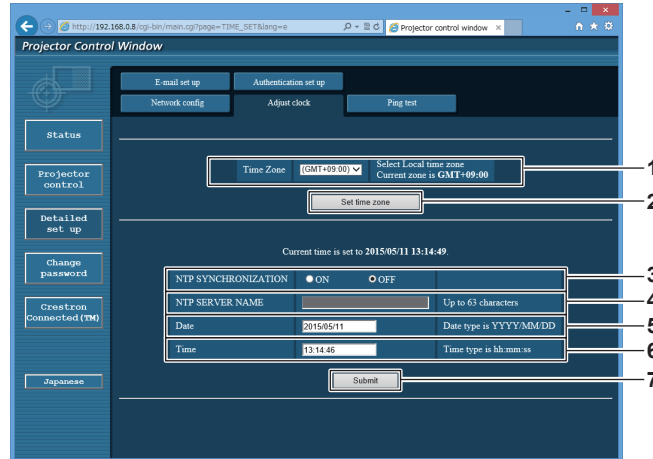 http://192.168.0.8/cgi-bin/main.cgi?page=TIME_SET&lang=e
Projector control window
Projector Control Window
E-mail set up
Authentication set up
Network config
Adjust clock
Ping test
Status
Projector control
Detailed set up
Change password
Crestron Connected(TM)
Japanese
Time Zone
(GMT+09:00)
Select Local time zone
Current zone is GMT+09:00
1
Set time zone
2
Current time is set to 2015/05/11 13:14:49.
NTP SYNCHRONIZATION
ON
OFF
3
NTP SERVER NAME
Up to 63 characters
4
Date
2015/05/11
Date type is YYYY/MM/DD
5
Time
13:14:46
Time type is hh:mm:ss
6
Submit
7